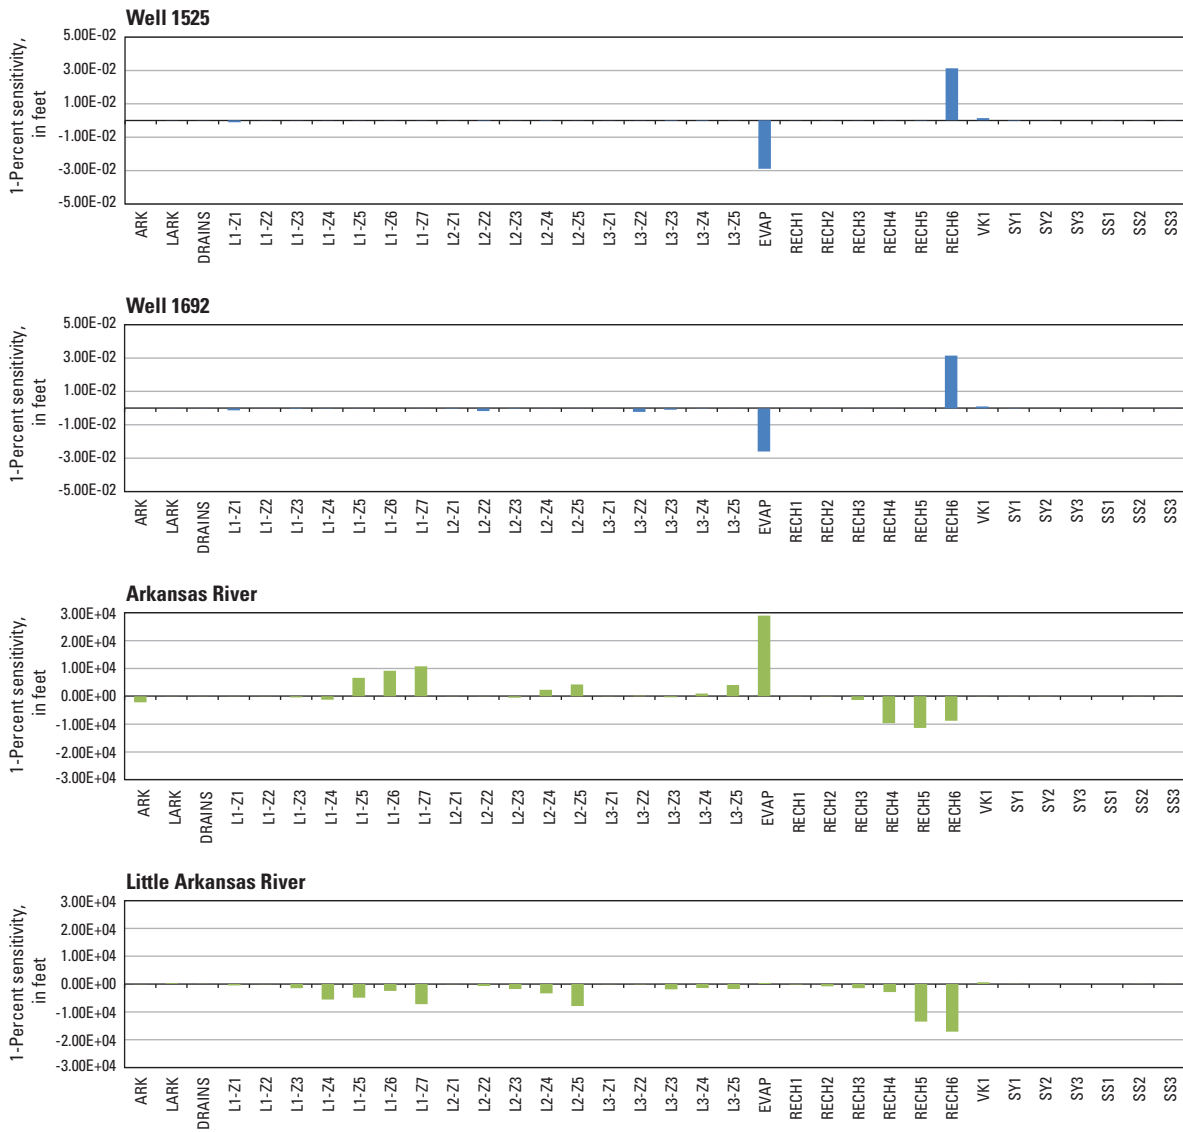 Well 1525
1-Percent sensitivity,
in feet
5.00E-02
3.00E-02
1.00E-02
-1.00E-02
-3.00E-02
-5.00E-02
ARK
LARK
DRAINS
L1-Z1
L1-Z2
L1-Z3
L1-Z4
L1-Z5
L1-Z6
L1-Z7
L2-Z1
L2-Z2
L2-Z3
L2-Z4
L2-Z5
L3-Z1
L3-Z2
L3-Z3
L3-Z4
L3-Z5
EVAP
RECH1
RECH2
RECH3
RECH4
RECH5
RECH6
VK1
SY1
SY2
SY3
SS1
SS2
SS3
Well 1692
1-Percent sensitivity,
in feet
5.00E-02
3.00E-02
1.00E-02
-1.00E-02
-3.00E-02
-5.00E-02
ARK
LARK
DRAINS
L1-Z1
L1-Z2
L1-Z3
L1-Z4
L1-Z5
L1-Z6
L1-Z7
L2-Z1
L2-Z2
L2-Z3
L2-Z4
L2-Z5
L3-Z1
L3-Z2
L3-Z3
L3-Z4
L3-Z5
EVAP
RECH1
RECH2
RECH3
RECH4
RECH5
RECH6
VK1
SY1
SY2
SY3
SS1
SS2
SS3
Arkansas River
1-Percent sensitivity,
in feet
3.00E+04
2.00E+04
1.00E+04
0.00E+00
-1.00E+04
-2.00E+04
-3.00E+04
ARK
LARK
DRAINS
L1-Z1
L1-Z2
L1-Z3
L1-Z4
L1-Z5
L1-Z6
L1-Z7
L2-Z1
L2-Z2
L2-Z3
L2-Z4
L2-Z5
L3-Z1
L3-Z2
L3-Z3
L3-Z4
L3-Z5
EVAP
RECH1
RECH2
RECH3
RECH4
RECH5
RECH6
VK1
SY1
SY2
SY3
SS1
SS2
SS3
Little Arkansas River
1-Percent sensitivity,
in feet
3.00E+04
2.00E+04
1.00E+04
0.00E+00
-1.00E+04
-2.00E+04
-3.00E+04
ARK
LARK
DRAINS
L1-Z1
L1-Z2
L1-Z3
L1-Z4
L1-Z5
L1-Z6
L1-Z7
L2-Z1
L2-Z2
L2-Z3
L2-Z4
L2-Z5
L3-Z1
L3-Z2
L3-Z3
L3-Z4
L3-Z5
EVAP
RECH1
RECH2
RECH3
RECH4
RECH5
RECH6
VK1
SY1
SY2
SY3
SS1
SS2
SS3